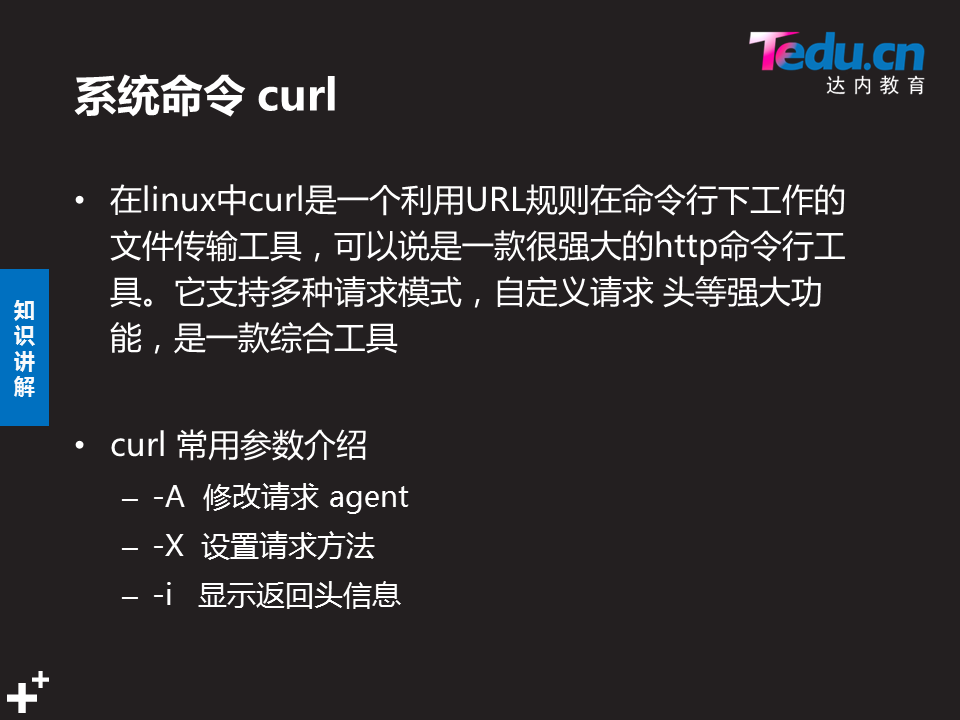 Tedu.cn
达内教育
系统命令 curl
• 在linux中curl是一个利用URL规则在命令行下工作的
文件传输工具，可以说是一款很强大的http命令行工
具。它支持多种请求模式，自定义请求 头等强大功
能，是一款综合工具
知识讲解
• curl 常用参数介绍
– -A 修改请求 agent
– -X 设置请求方法
– -i 显示返回头信息